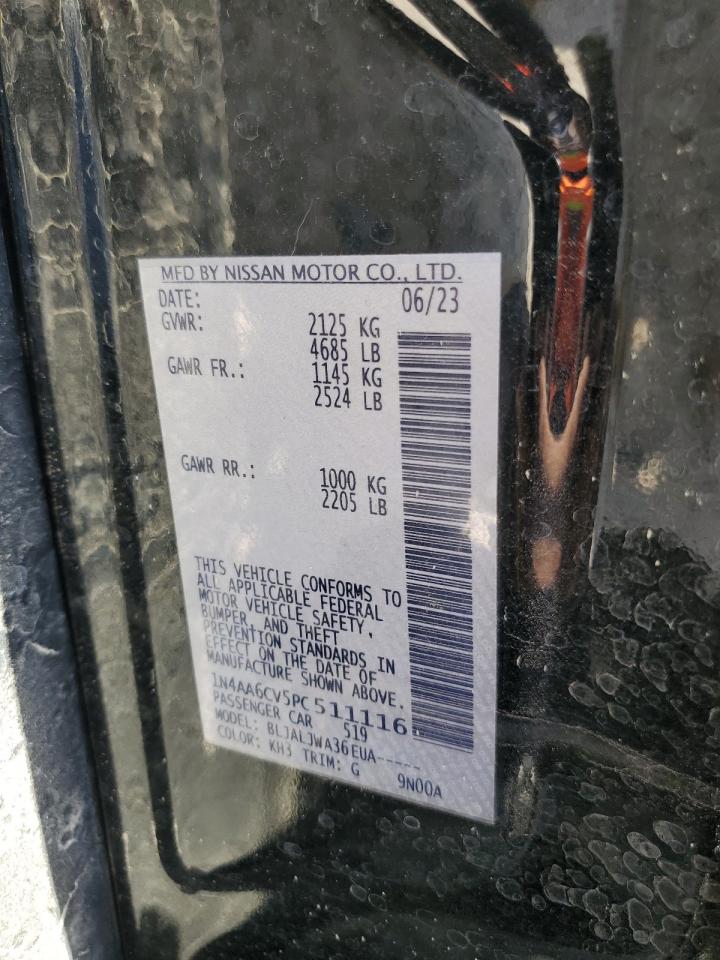 MFD BY NISSAN MOTOR CO., LTD.
DATE: 06/23
GVWR: 2125 KG
4685 LB
GAWR FR.: 1145 KG
2524 LB
GAWR RR.: 1000 KG
2205 LB
THIS VEHICLE CONFORMS TO
ALL APPLICABLE FEDERAL
MOTOR VEHICLE SAFETY,
BUMPER, AND THEFT
PREVENTION STANDARDS IN
EFFECT ON THE DATE OF
MANUFACTURE SHOWN ABOVE.
1N4AA6CV5PC511116
PASSENGER CAR 519
MODEL: BLJALJWA36EUA-----
COLOR: KH3 TRIM: G 9N00A